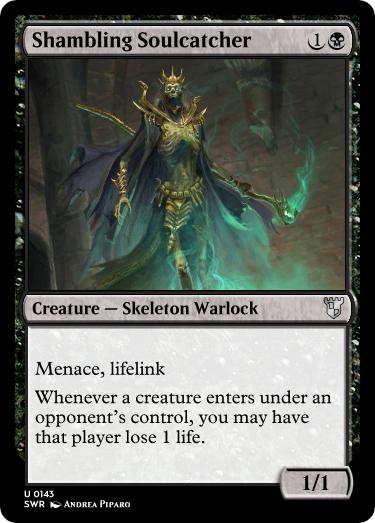 Shambling Soulcatcher 1
Creature — Skeleton Warlock
Menace, lifelink
Whenever a creature enters under an
opponent's control, you may have
that player lose 1 life.
1/1
U 0143
SWR Andrea Piparo